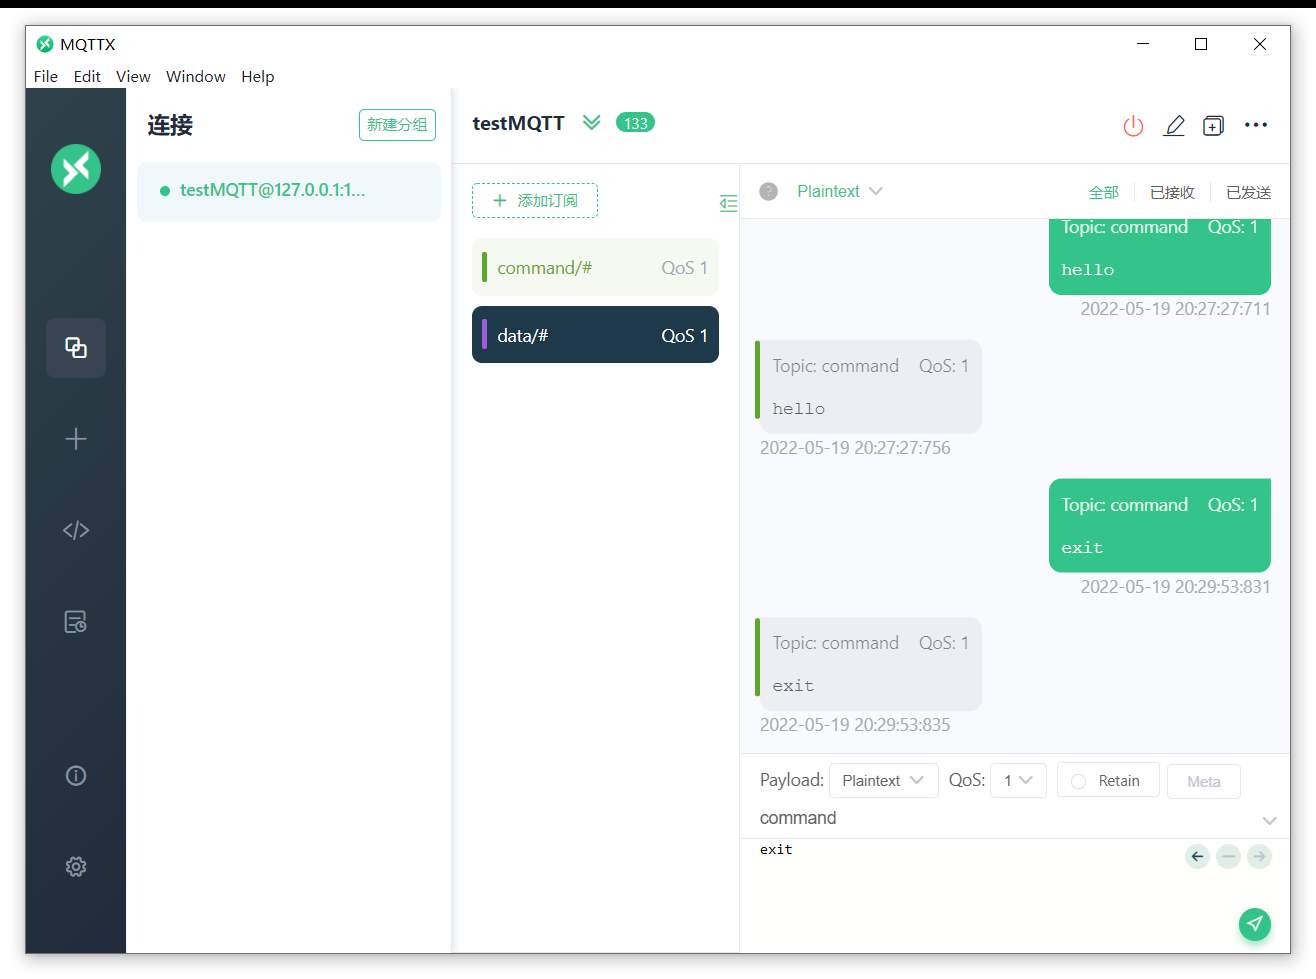 MQTTX
File Edit View Window Help
连接
新建分组
testMQTT@127.0.0.1:1...
testMQTT 133
添加订阅
command/# QoS 1
data/# QoS 1
Plaintext
全部 已接收 已发送
Topic: command QoS: 1
hello
2022-05-19 20:27:27:711
Topic: command QoS: 1
hello
2022-05-19 20:27:27:756
Topic: command QoS: 1
exit
2022-05-19 20:29:53:831
Topic: command QoS: 1
exit
2022-05-19 20:29:53:835
Payload: Plaintext QoS: 1 Retain Meta
command
exit